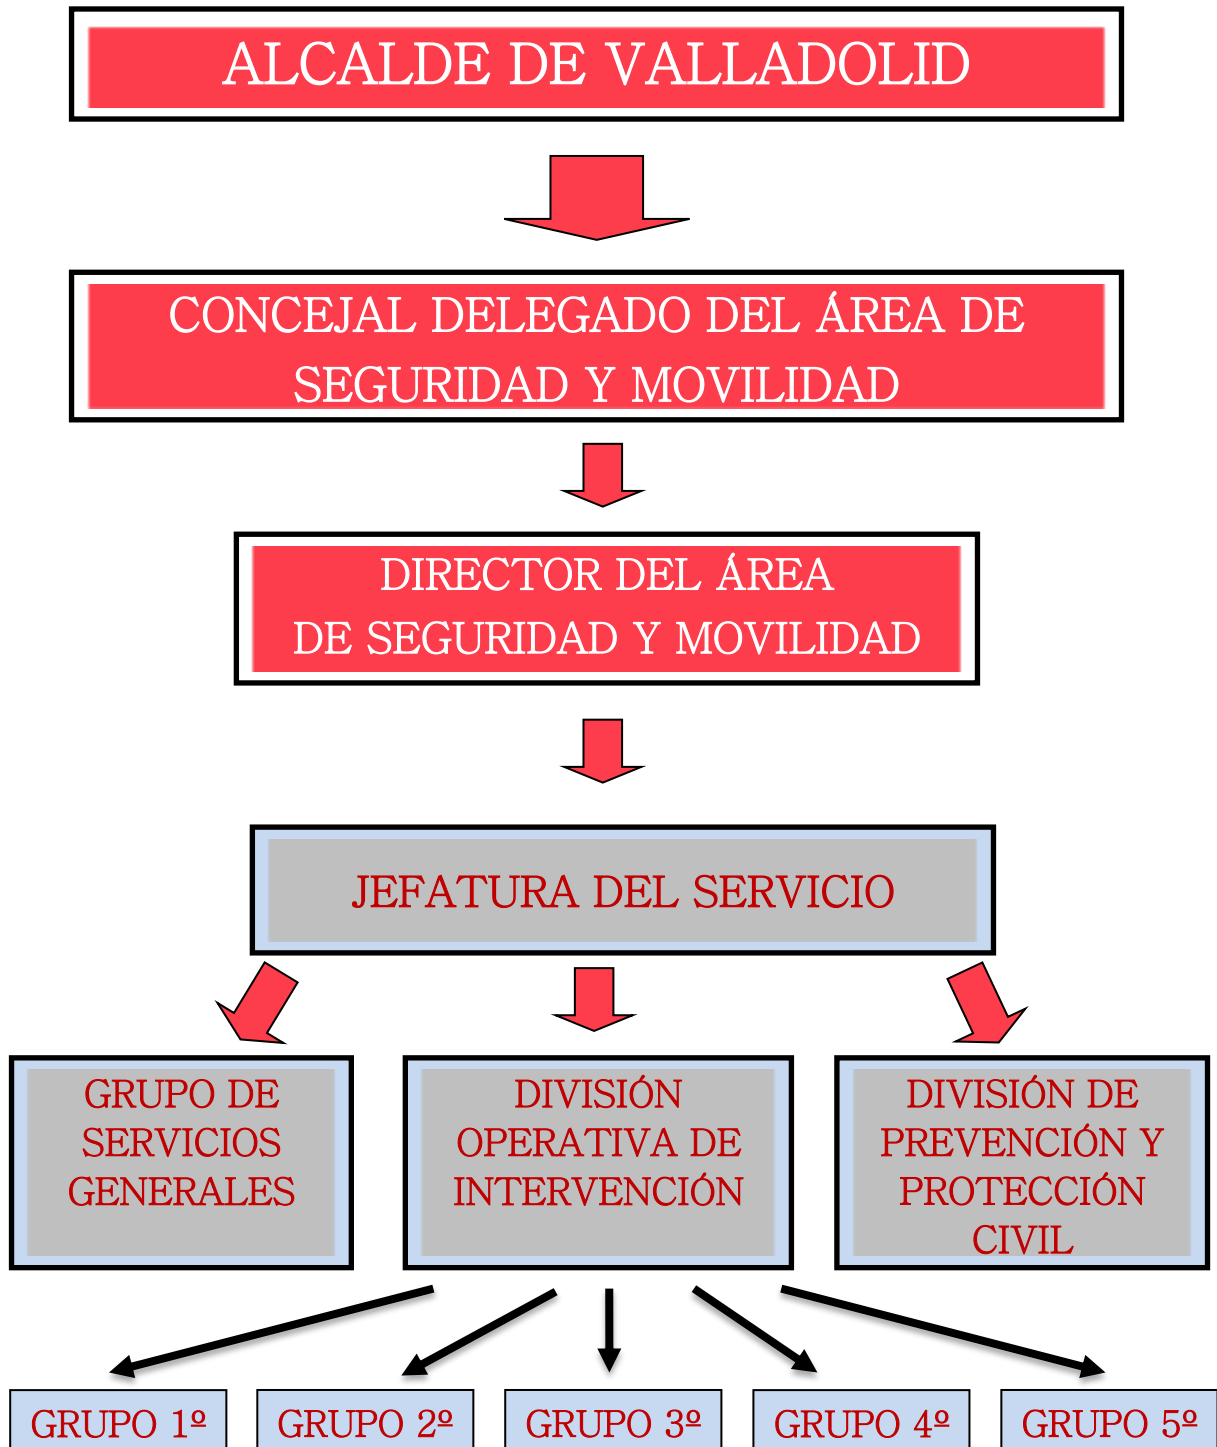 ALCALDE DE VALLADOLID
CONCEJAL DELEGADO DEL ÁREA DE
SEGURIDAD Y MOVILIDAD
DIRECTOR DEL ÁREA
DE SEGURIDAD Y MOVILIDAD
JEFATURA DEL SERVICIO
GRUPO DE
SERVICIOS
GENERALES
DIVISIÓN
OPERATIVA DE
INTERVENCIÓN
DIVISIÓN DE
PREVENCIÓN Y
PROTECCIÓN
CIVIL
GRUPO 1º
GRUPO 2º
GRUPO 3º
GRUPO 4º
GRUPO 5º